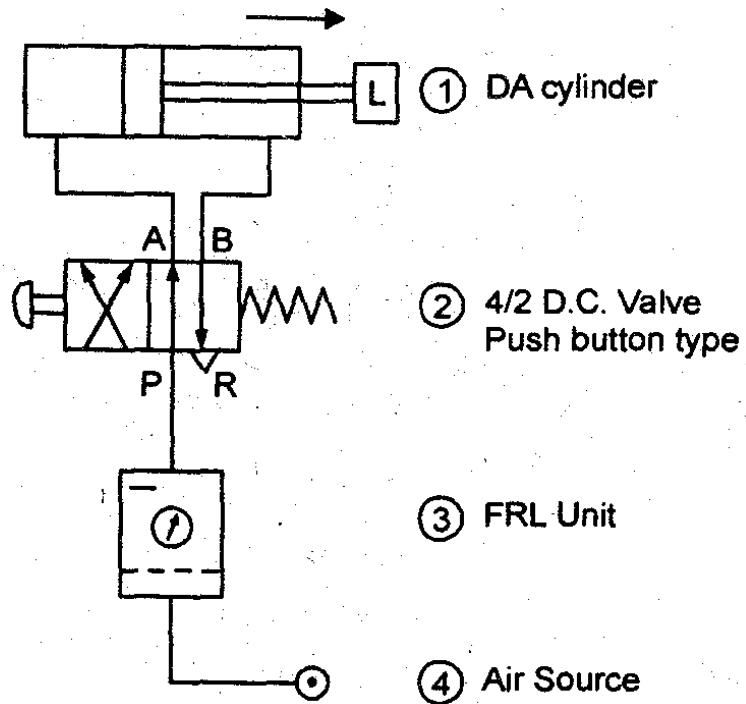 L
1 DA cylinder
A B
2 4/2 D.C. Valve
Push button type
P R
3 FRL Unit
4 Air Source